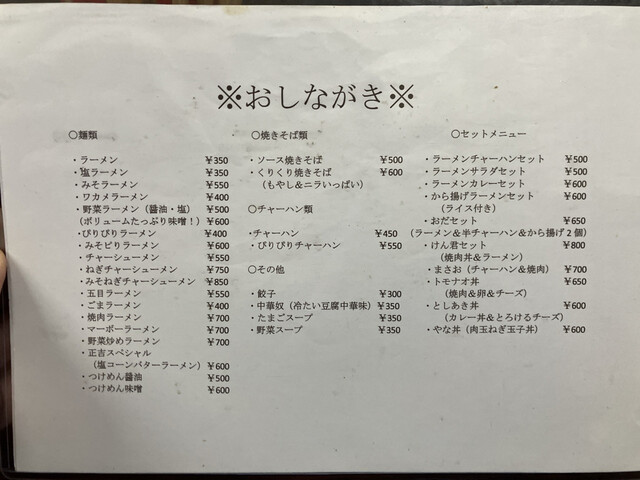 ※おしながき※
○麺類
・ラーメン ¥350
・塩ラーメン ¥350
・みそラーメン ¥550
・ワカメラーメン ¥400
・野菜ラーメン（醤油・塩） ¥500
（ボリュームたっぷり味噌！） ¥600
・ぴりぴりラーメン ¥400
・みそピリラーメン ¥600
・チャーシューメン ¥550
・ねぎチャーシューメン ¥750
・みそねぎチャーシューメン ¥850
・五目ラーメン ¥550
・ごまラーメン ¥400
・焼肉ラーメン ¥700
・マーボーラーメン ¥700
・野菜炒めラーメン ¥700
・正吉スペシャル
（塩コーンバターラーメン） ¥600
・つけめん醤油 ¥500
・つけめん味噌 ¥600
○焼きそば類
・ソース焼きそば ¥500
・くりくり焼きそば ¥600
（もやし＆ニラいっぱい）
○チャーハン類
・チャーハン ¥450
・ぴりぴりチャーハン ¥550
○その他
・餃子 ¥300
・中華奴（冷たい豆腐中華味） ¥350
・たまごスープ ¥350
・野菜スープ ¥350
○セットメニュー
・ラーメンチャーハンセット ¥500
・ラーメンサラダセット ¥500
・ラーメンカレーセット ¥600
・から揚げラーメンセット ¥600
（ライス付き）
・おだセット ¥650
（ラーメン＆半チャーハン＆から揚げ２個）
・けん君セット ¥800
（焼肉丼＆ラーメン）
・まさお（チャーハン＆焼肉） ¥700
・トモナオ丼 ¥650
（焼肉＆卵＆チーズ）
・としあき丼 ¥600
（カレー丼＆とろけるチーズ）
・やな丼（肉玉ねぎ玉子丼） ¥600